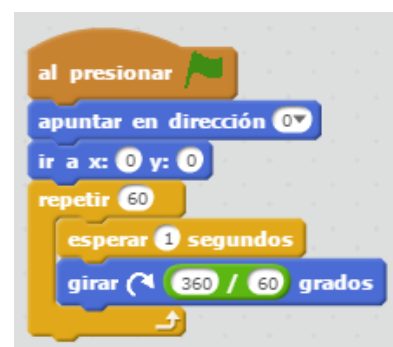 al presionar
apuntar en dirección 0
ir a x: 0 y: 0
repetir 60
esperar 1 segundos
girar 360 / 60 grados